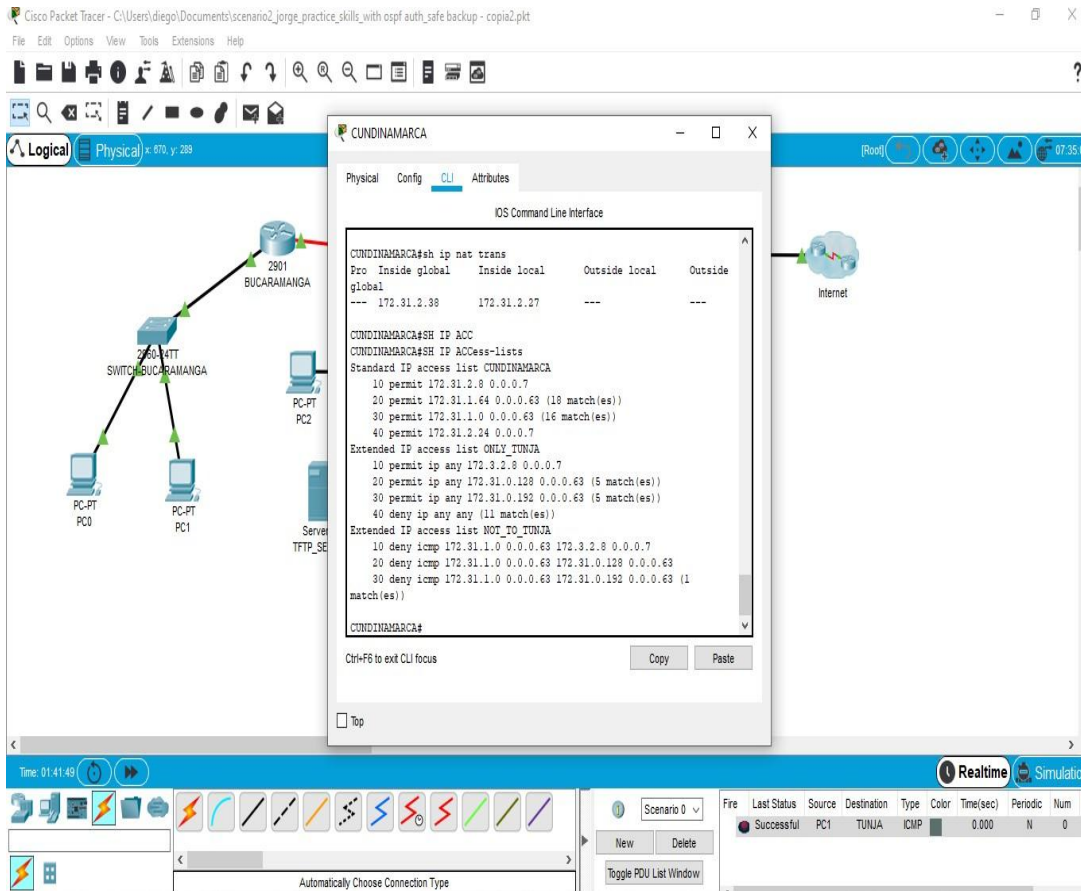 Cisco Packet Tracer - C:\Users\diego\Documents\scenario2_jorge_practice_skills_with ospf auth_safe backup - copia2.pkt
File Edit Options View Tools Extensions Help
Logical
Physical
x: 670, y: 289
[Root]
07:35:
2901
BUCARAMANGA
2960-24TT
SWITCH-BUCARAMANGA
PC-PT
PC0
PC-PT
PC1
PC-PT
PC2
Server
TFTP_SE
Internet
CUNDINAMARCA
Physical Config CLI Attributes
IOS Command Line Interface
CUNDINAMARCA#sh ip nat trans
Pro Inside global Inside local Outside local Outside
global
--- 172.31.2.38 172.31.2.27 --- ---
CUNDINAMARCA#SH IP ACC
CUNDINAMARCA#SH IP ACCess-lists
Standard IP access list CUNDINAMARCA
10 permit 172.31.2.8 0.0.0.7
20 permit 172.31.1.64 0.0.0.63 (18 match(es))
30 permit 172.31.1.0 0.0.0.63 (16 match(es))
40 permit 172.31.2.24 0.0.0.7
Extended IP access list ONLY_TUNJA
10 permit ip any 172.3.2.8 0.0.0.7
20 permit ip any 172.31.0.128 0.0.0.63 (5 match(es))
30 permit ip any 172.31.0.192 0.0.0.63 (5 match(es))
40 deny ip any any (11 match(es))
Extended IP access list NOT_TO_TUNJA
10 deny icmp 172.31.1.0 0.0.0.63 172.3.2.8 0.0.0.7
20 deny icmp 172.31.1.0 0.0.0.63 172.31.0.128 0.0.0.63
30 deny icmp 172.31.1.0 0.0.0.63 172.31.0.192 0.0.0.63 (1
match(es))
CUNDINAMARCA#
Ctrl+F6 to exit CLI focus
Copy
Paste
Top
Time: 01:41:49
Realtime
Simulatio
Scenario 0
New
Delete
Toggle PDU List Window
Fire Last Status Source Destination Type Color Time(sec) Periodic Num
Successful PC1 TUNJA ICMP 0.000 N 0
Automatically Choose Connection Type